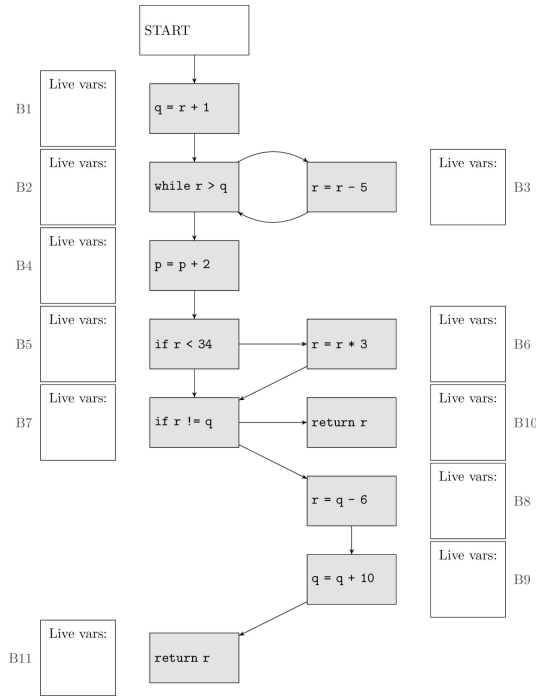 START
Live vars:
B1
q = r + 1
Live vars:
B2
while r > q
r = r - 5
Live vars:
B3
Live vars:
B4
p = p + 2
Live vars:
B5
if r < 34
r = r * 3
Live vars:
B6
Live vars:
B7
if r != q
return r
Live vars:
B10
r = q - 6
Live vars:
B8
q = q + 10
Live vars:
B9
Live vars:
B11
return r